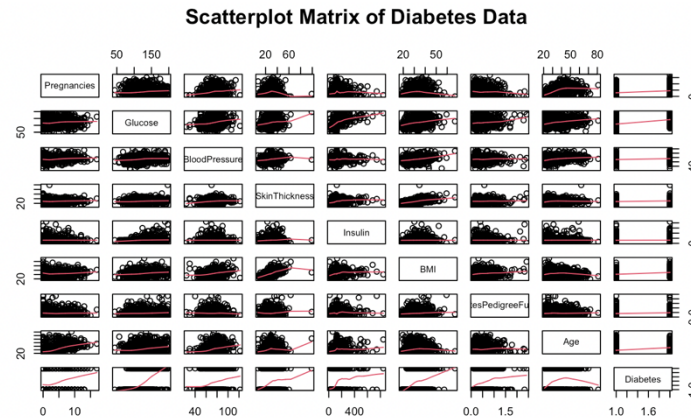 Scatterplot Matrix of Diabetes Data
50 150 20 60 20 50 20 50 80
Pregnancies
Glucose
50
BloodPressure
SkinThickness
20
Insulin
BMI
20
tesPedigreeFu
Age
20
Diabetes
0 10 40 100 0 400 0.0 1.5 1.0 1.6